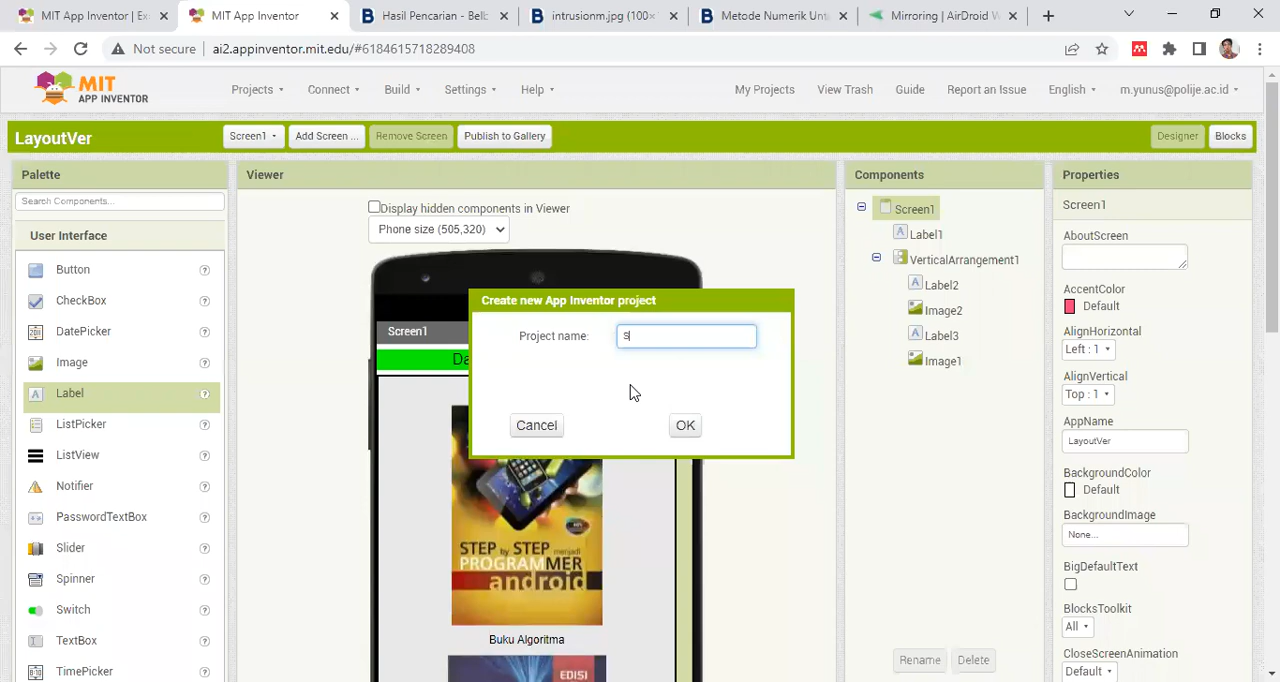 MIT App Inventor | Ex
MIT App Inventor
Hasil Pencarian - Belb
intrusionm.jpg (100×
Metode Numerik Unt
Mirroring | AirDroid W
Not secure
ai2.appinventor.mit.edu/#6184615718289408
MIT
APP INVENTOR
Projects
Connect
Build
Settings
Help
My Projects
View Trash
Guide
Report an Issue
English
m.yunus@polije.ac.id
LayoutVer
Screen1
Add Screen ...
Remove Screen
Publish to Gallery
Designer
Blocks
Palette
Viewer
Components
Properties
Search Components...
User Interface
Button
CheckBox
DatePicker
Image
Label
ListPicker
ListView
Notifier
PasswordTextBox
Slider
Spinner
Switch
TextBox
TimePicker
Display hidden components in Viewer
Phone size (505,320)
Screen1
Da
STEP by STEP menjadi
PROGRAMMER
android
Buku Algoritma
EDISI
Create new App Inventor project
Project name:
S
Cancel
OK
Screen1
Label1
VerticalArrangement1
Label2
Image2
Label3
Image1
Rename
Delete
Screen1
AboutScreen
AccentColor
Default
AlignHorizontal
Left : 1
AlignVertical
Top : 1
AppName
LayoutVer
BackgroundColor
Default
BackgroundImage
None...
BigDefaultText
BlocksToolkit
All
CloseScreenAnimation
Default